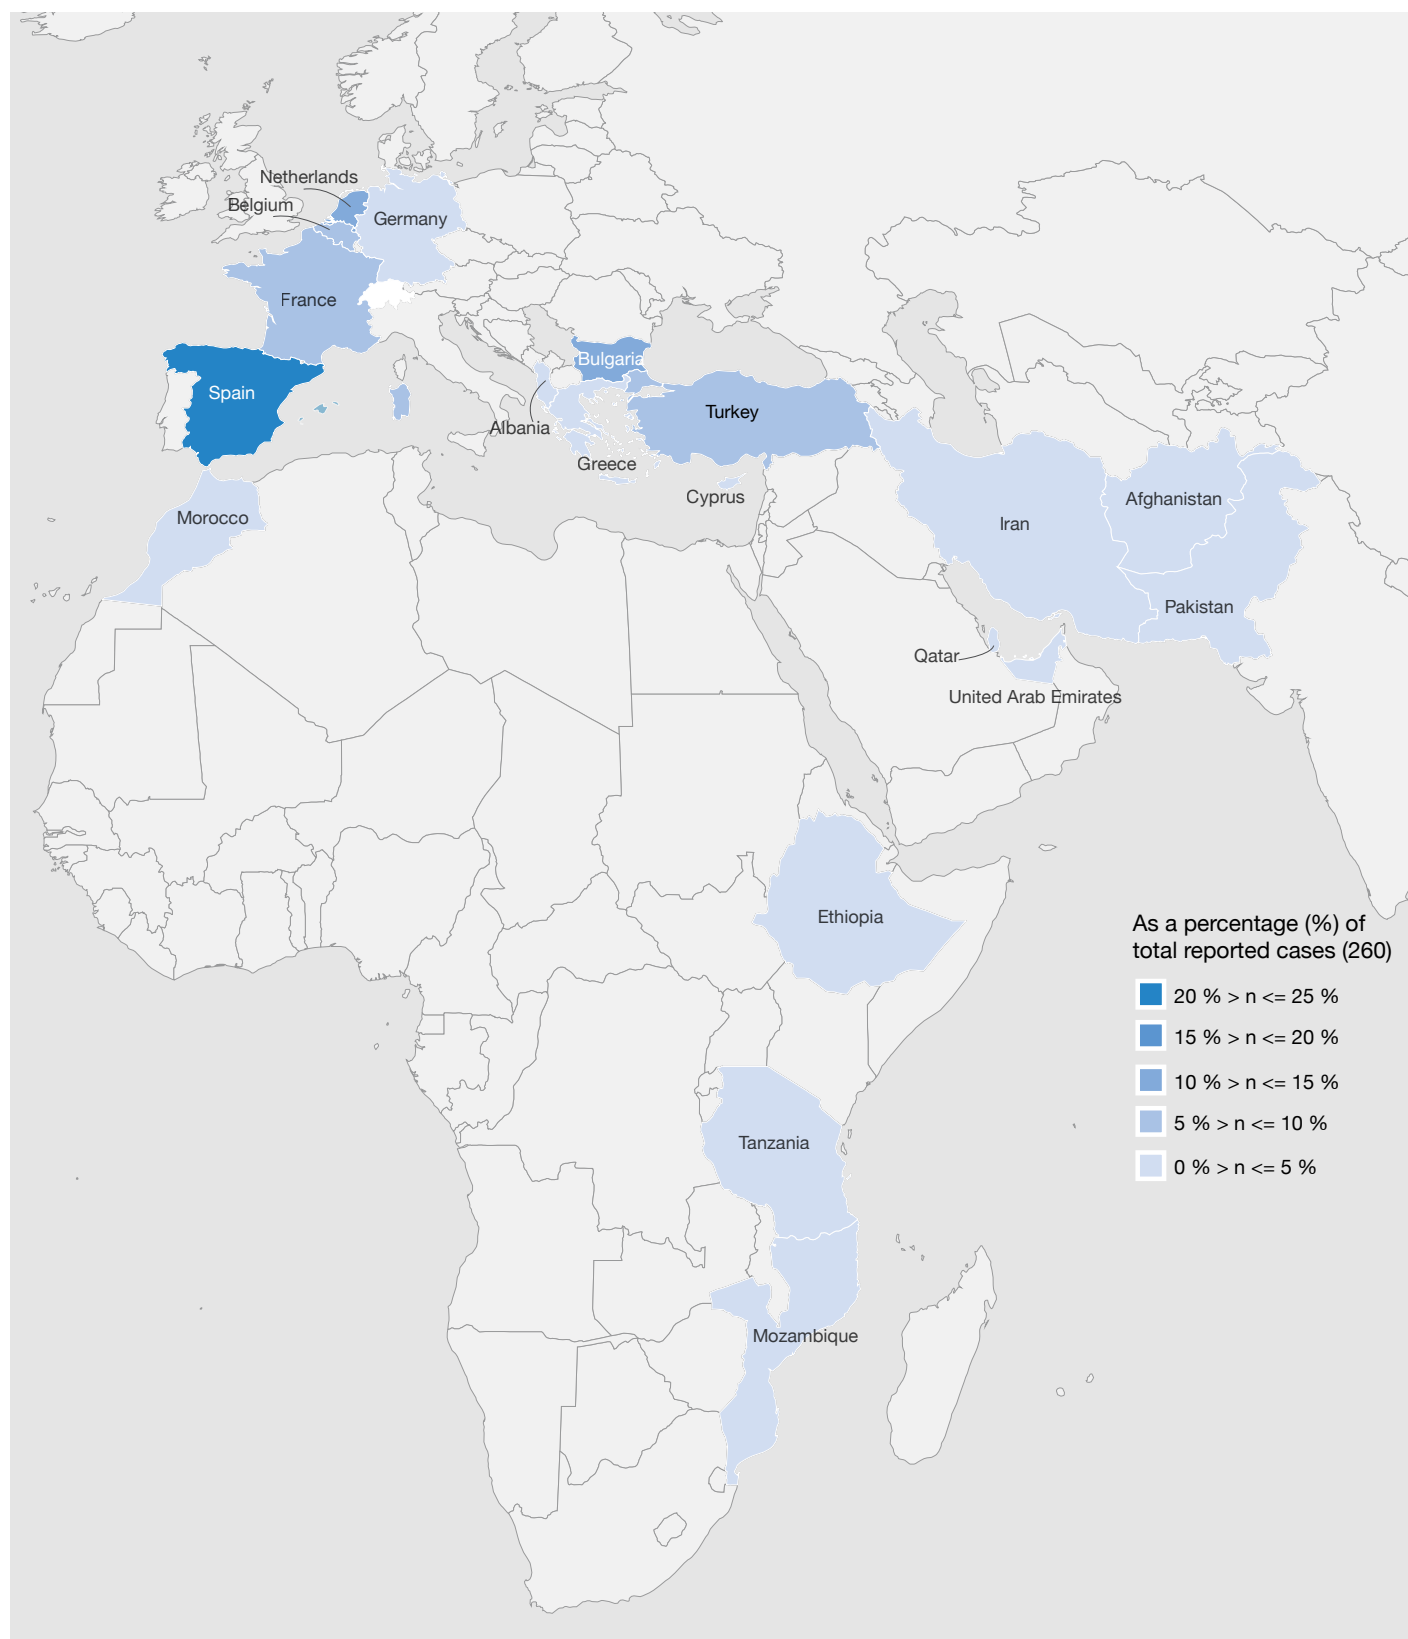 Netherlands
Belgium
Germany
France
Bulgaria
Spain
Turkey
Albania
Greece
Cyprus
Afghanistan
Morocco
Iran
Pakistan
Qatar
United Arab Emirates
Ethiopia
As a percentage (%) of
total reported cases (260)
20 % > n <= 25 %
15 % > n <= 20 %
10 % > n <= 15 %
5 % > n <= 10 %
0 % > n <= 5 %
Tanzania
Mozambique